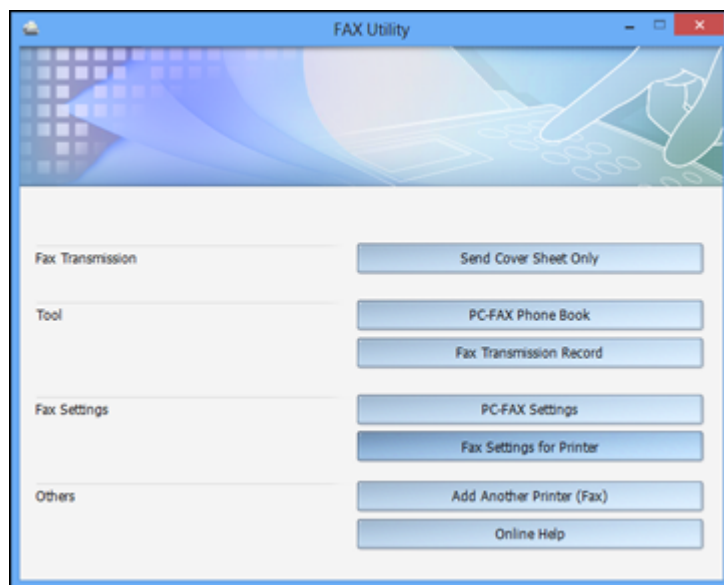 FAX Utility
Fax Transmission
Send Cover Sheet Only
Tool
PC-FAX Phone Book
Fax Transmission Record
Fax Settings
PC-FAX Settings
Fax Settings for Printer
Others
Add Another Printer (Fax)
Online Help